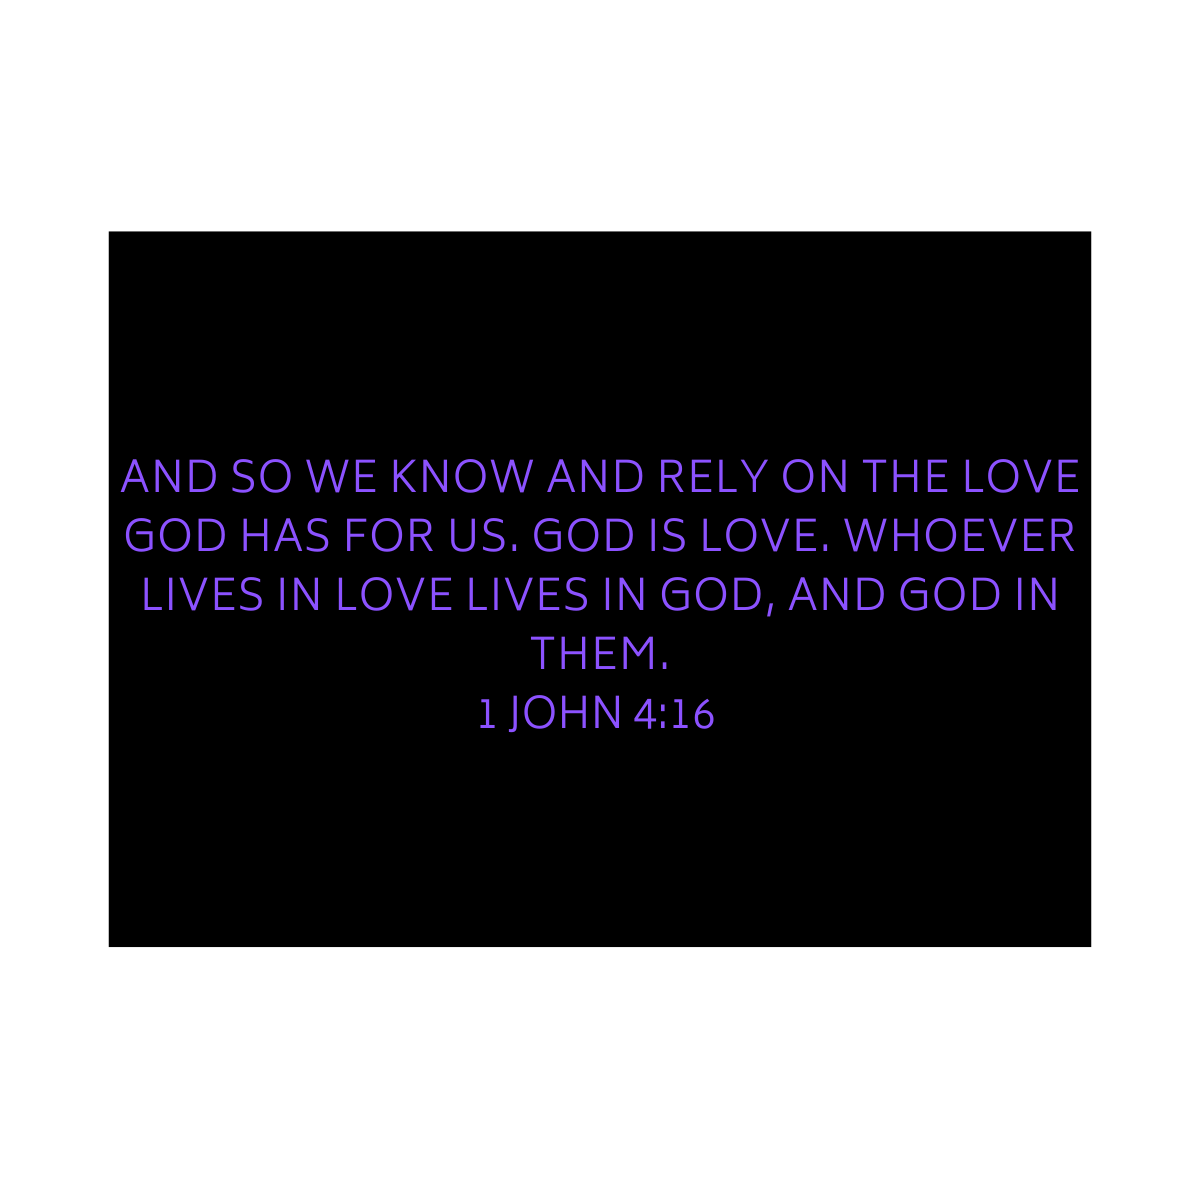 AND SO WE KNOW AND RELY ON THE LOVE
GOD HAS FOR US. GOD IS LOVE. WHOEVER
LIVES IN LOVE LIVES IN GOD, AND GOD IN
THEM.
1 JOHN 4:16